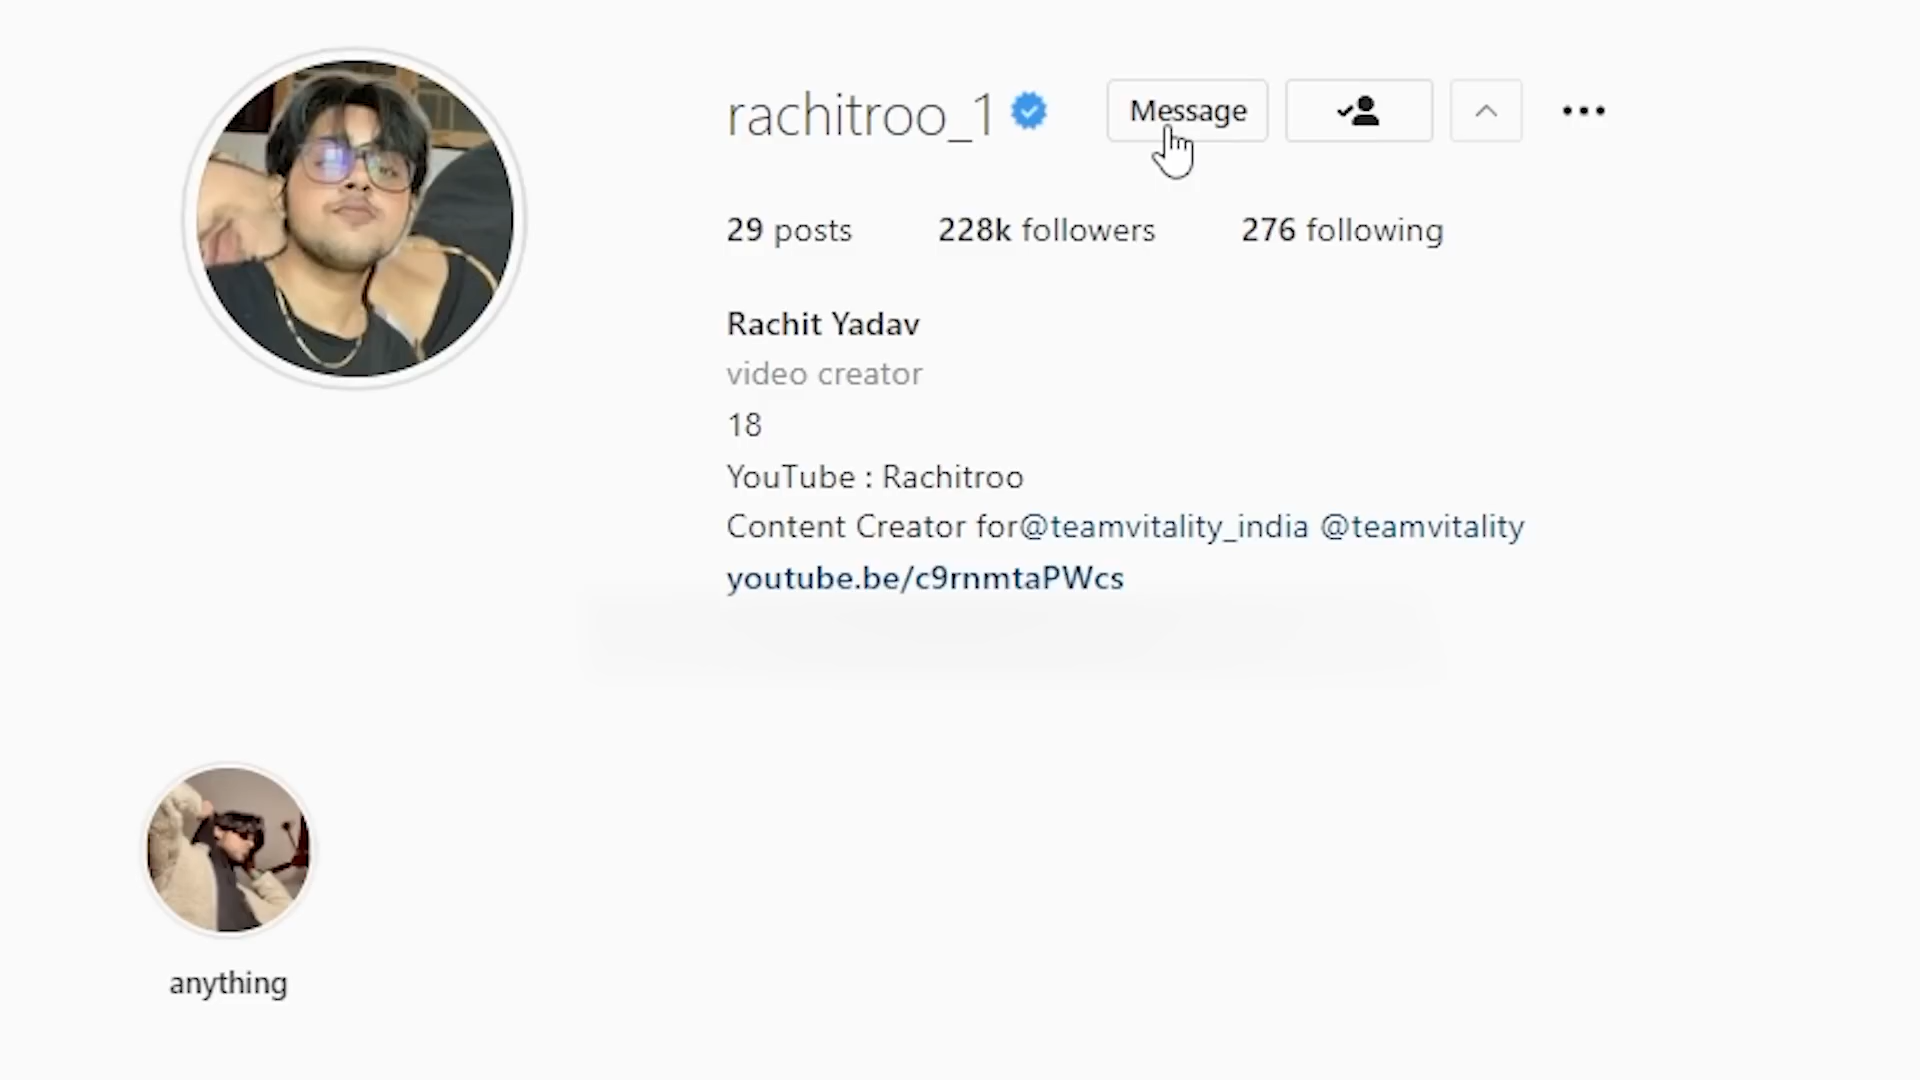 rachitroo_1 Message
29 posts 228k followers 276 following
Rachit Yadav
video creator
18
YouTube : Rachitroo
Content Creator for@teamvitality_india @teamvitality
youtube.be/c9rnmtaPWcs
anything